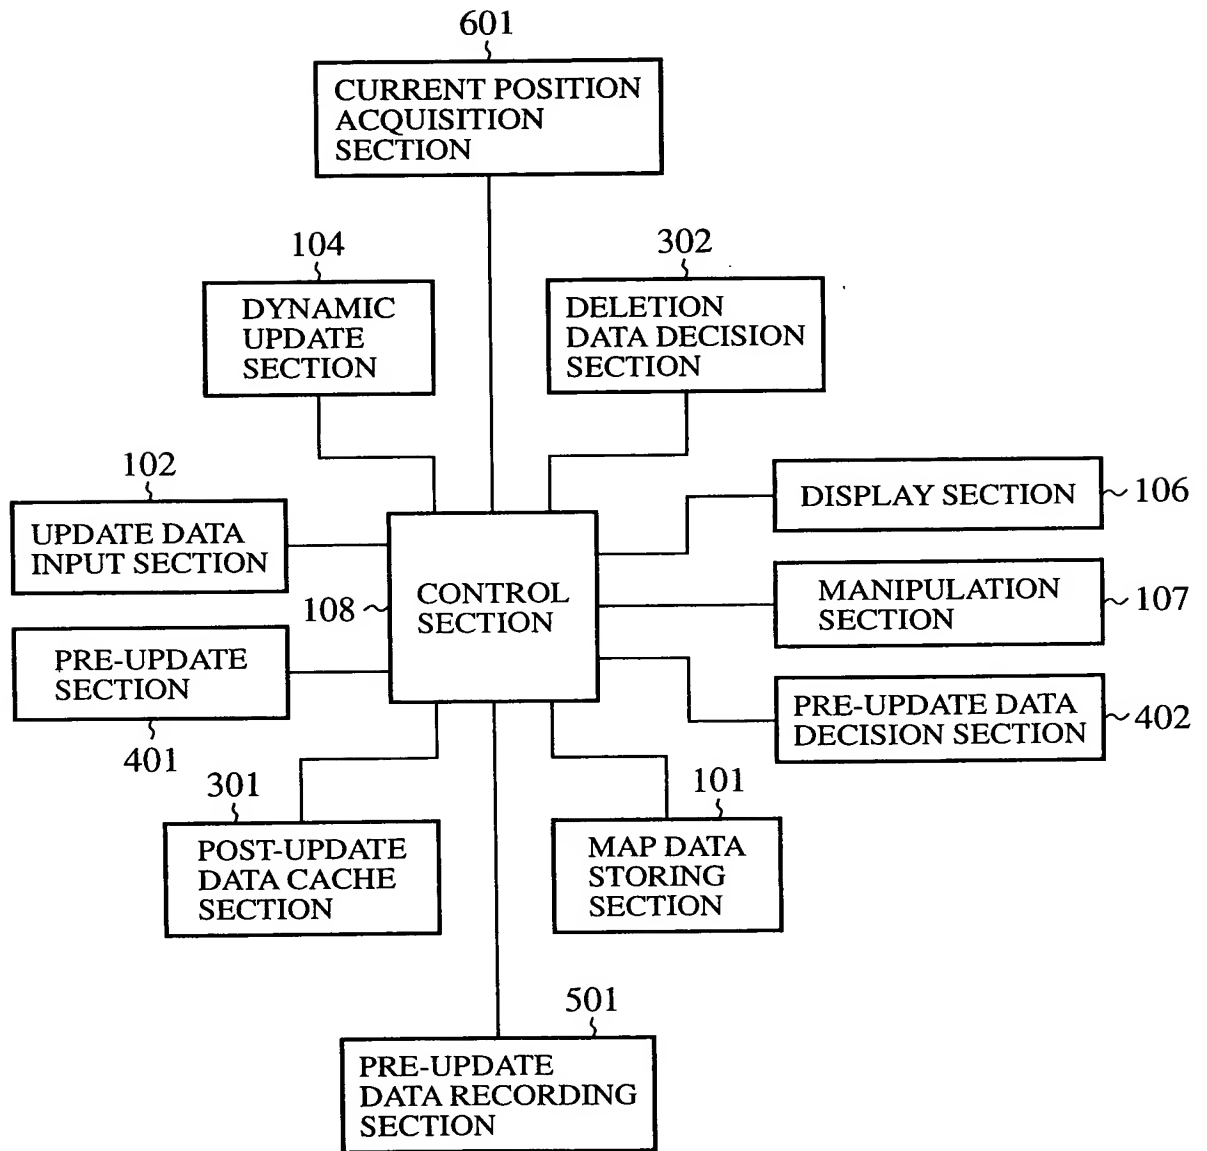 601
CURRENT POSITION
ACQUISITION
SECTION
104
DYNAMIC
UPDATE
SECTION
302
DELETION
DATA DECISION
SECTION
102
UPDATE DATA
INPUT SECTION
DISPLAY SECTION
106
108
CONTROL
SECTION
MANIPULATION
SECTION
107
PRE-UPDATE
SECTION
401
PRE-UPDATE DATA
DECISION SECTION
402
301
POST-UPDATE
DATA CACHE
SECTION
101
MAP DATA
STORING
SECTION
501
PRE-UPDATE
DATA RECORDING
SECTION